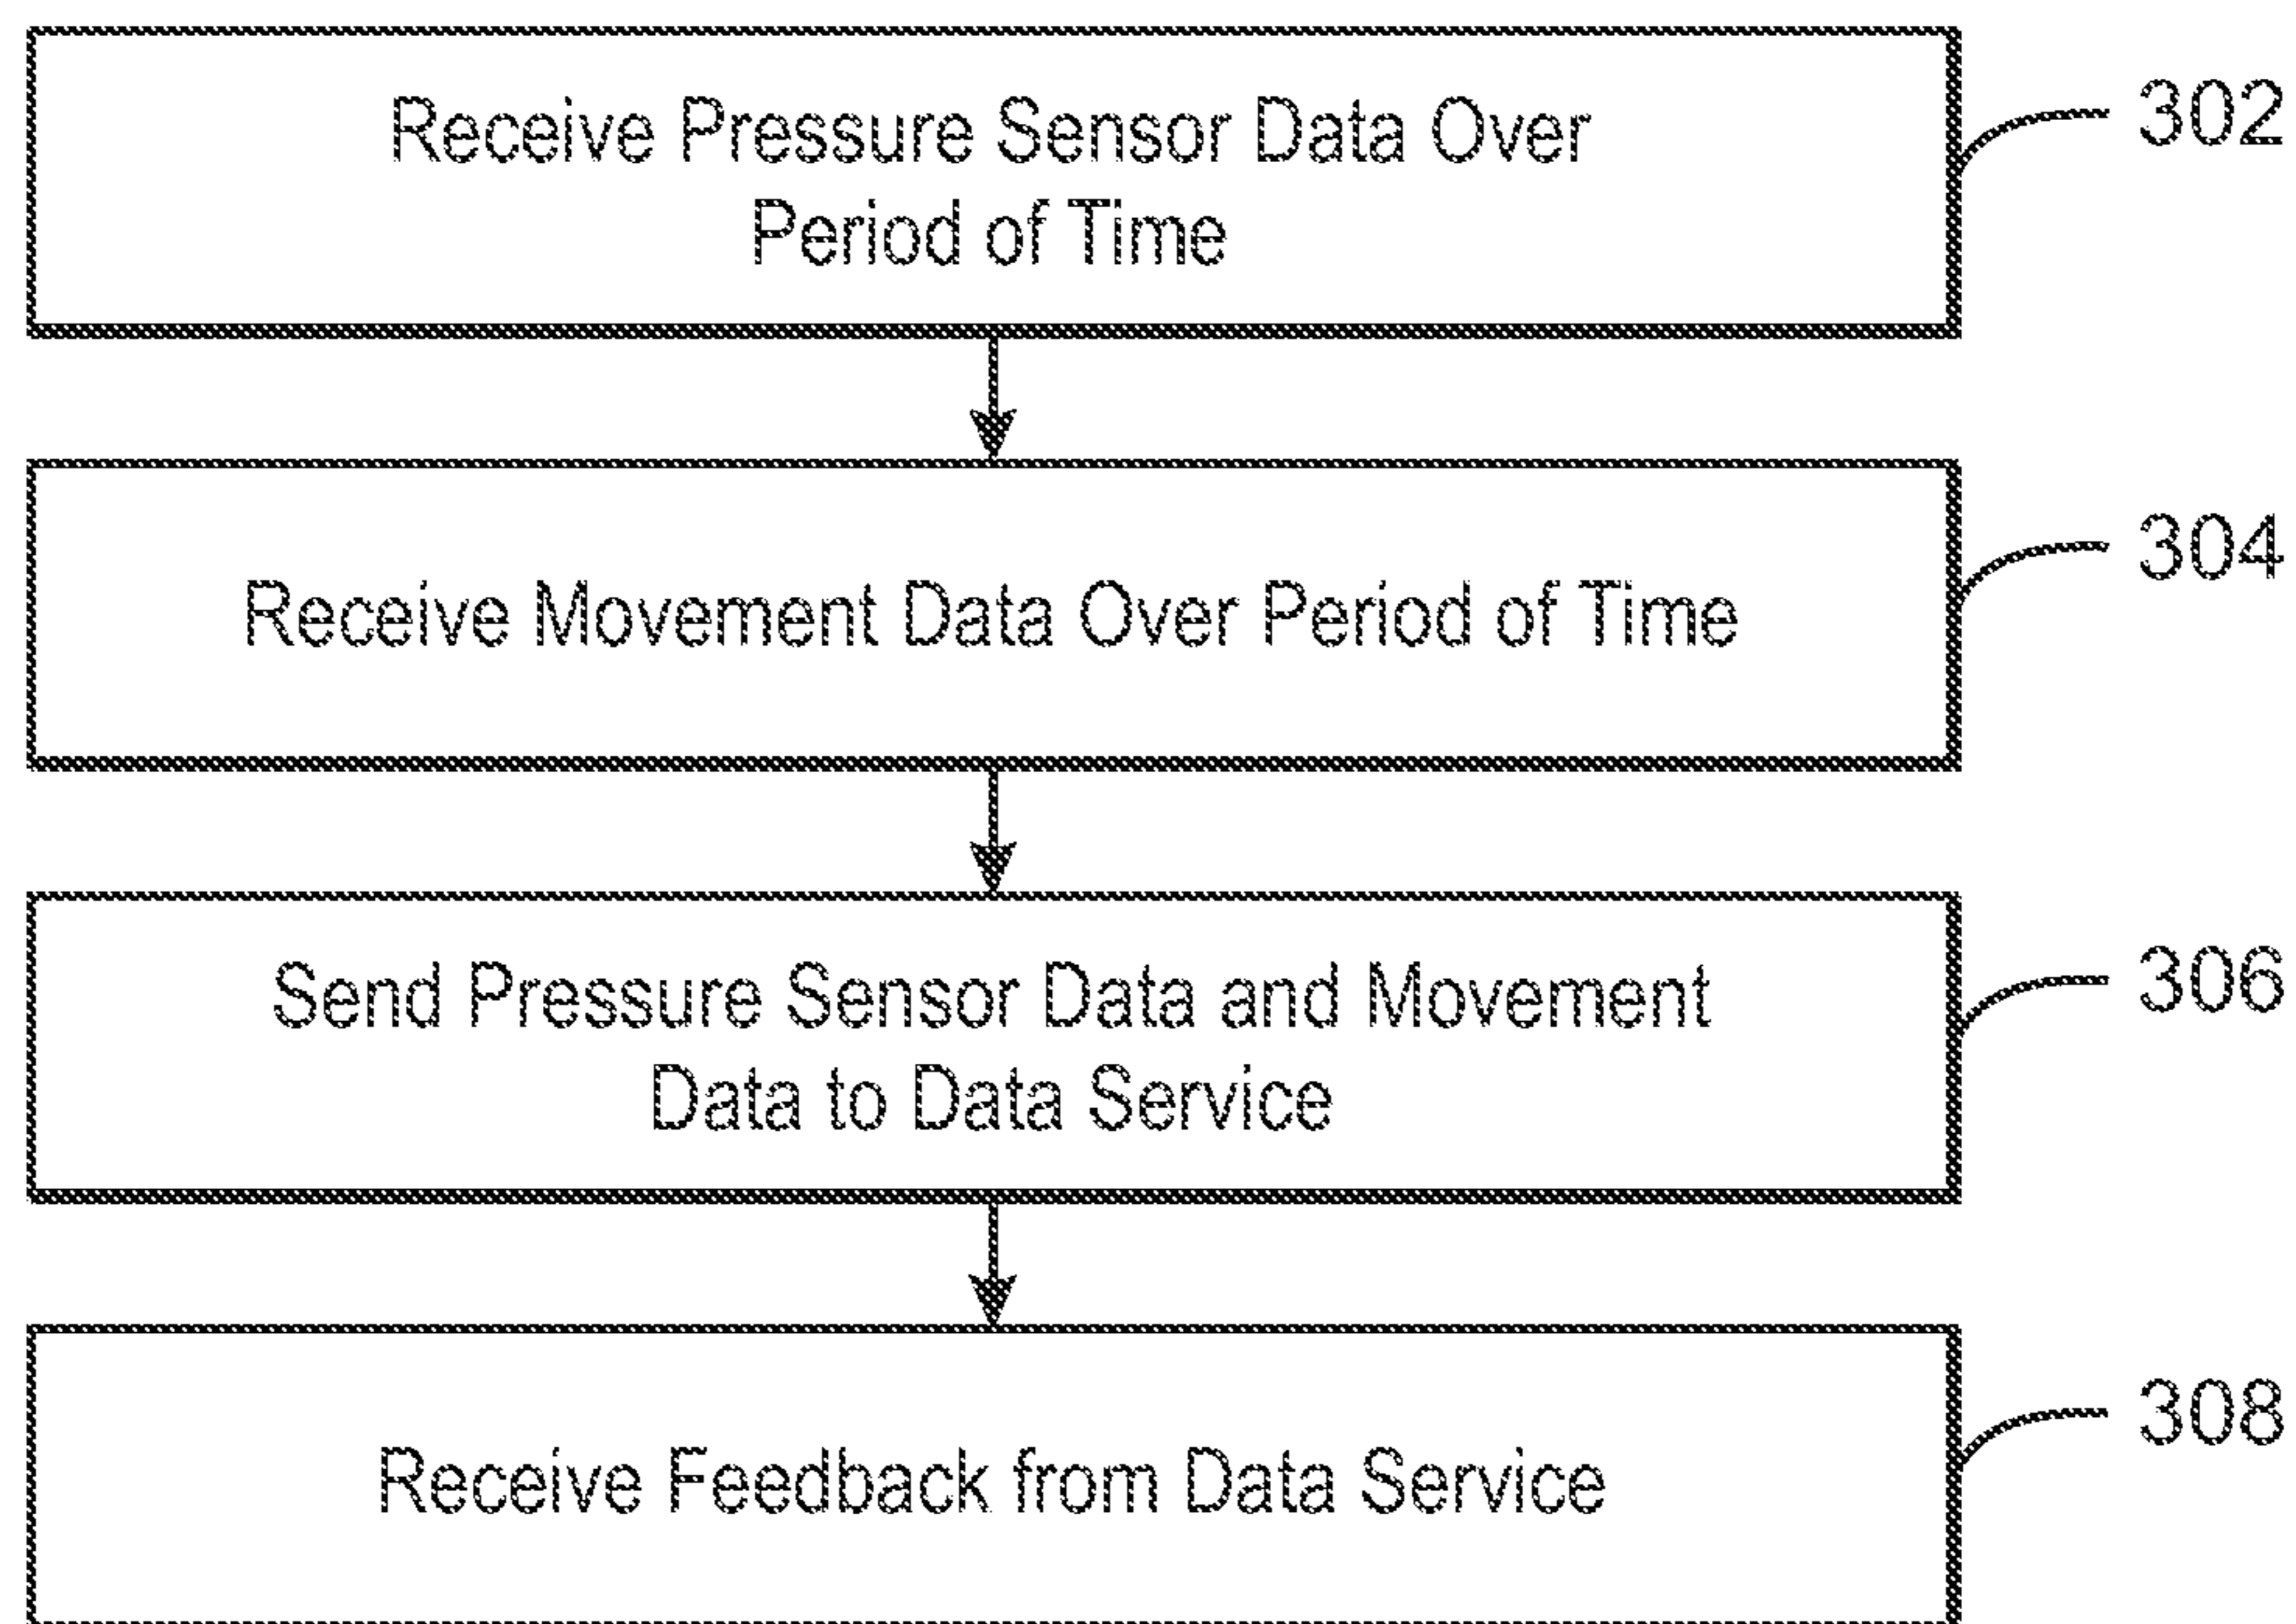 Receive Pressure Sensor Data Over
Period of Time
302
Receive Movement Data Over Period of Time
304
Send Pressure Sensor Data and Movement
Data to Data Service
306
Receive Feedback from Data Service
308